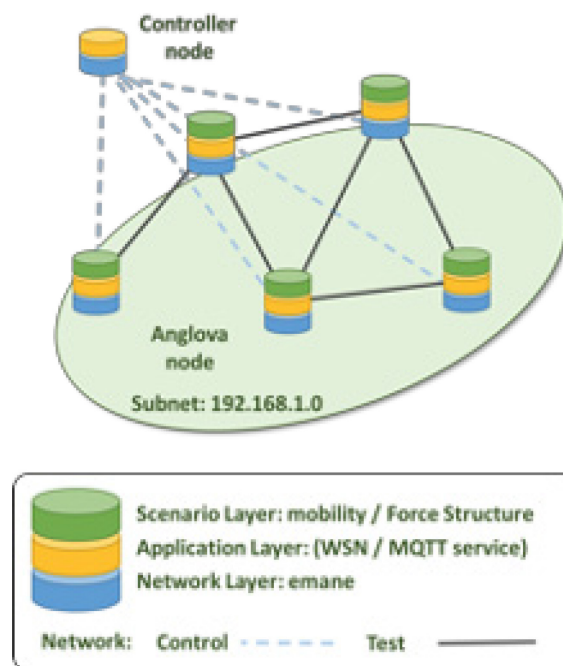 Controller
node
Anglova
node
Subnet: 192.168.1.0
Scenario Layer: mobility / Force Structure
Application Layer: (WSN / MQTT service)
Network Layer: emane
Network: Control Test